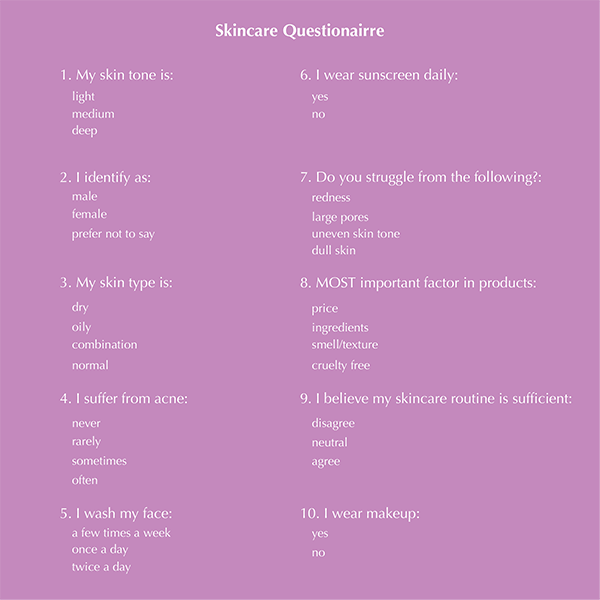 Skincare Questionairre
1. My skin tone is:
light
medium
deep
2. I identify as:
male
female
prefer not to say
3. My skin type is:
dry
oily
combination
normal
4. I suffer from acne:
never
rarely
sometimes
often
5. I wash my face:
a few times a week
once a day
twice a day
6. I wear sunscreen daily:
yes
no
7. Do you struggle from the following?:
redness
large pores
uneven skin tone
dull skin
8. MOST important factor in products:
price
ingredients
smell/texture
cruelty free
9. I believe my skincare routine is sufficient:
disagree
neutral
agree
10. I wear makeup:
yes
no